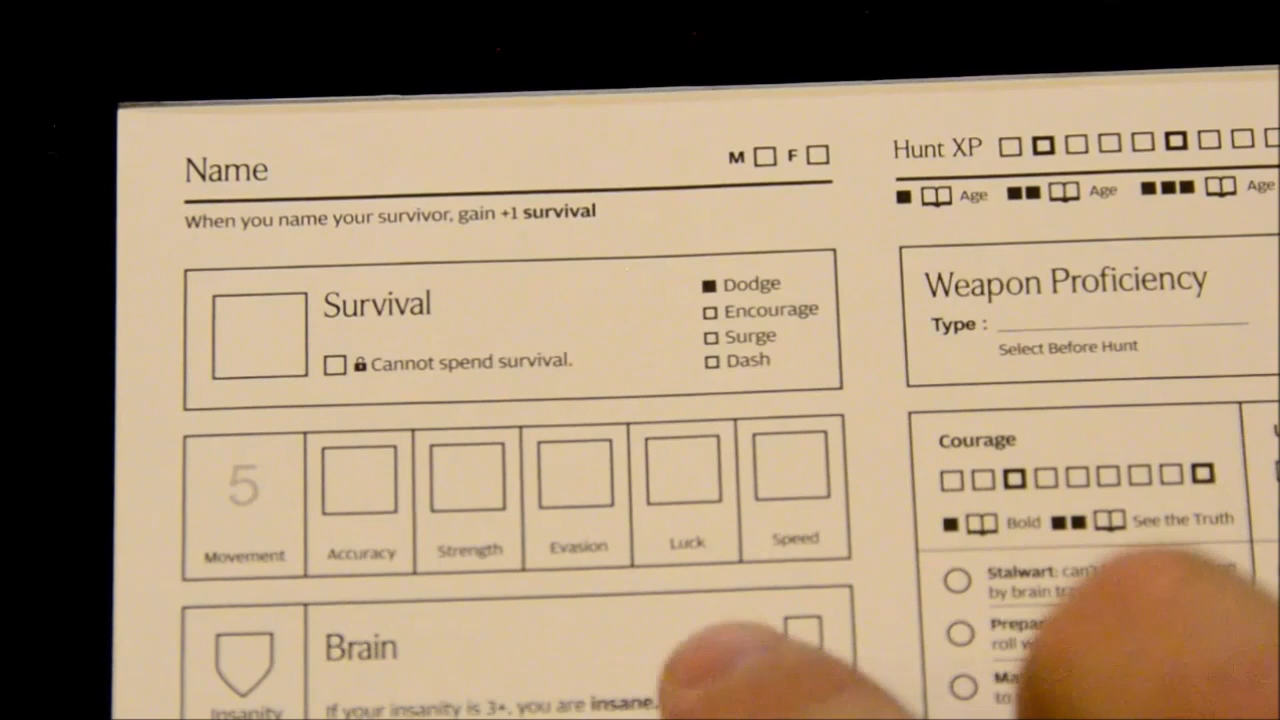 Name M F
When you name your survivor, gain +1 survival
Survival
Cannot spend survival.
Dodge
Encourage
Surge
Dash
5
Movement Accuracy Strength Evasion Luck Speed
Brain
Insanity
If your insanity is 3+, you are insane.
Hunt XP
Age Age Age
Weapon Proficiency
Type :
Select Before Hunt
Courage
Bold See the Truth
Stalwart: can't
by brain
roll
to